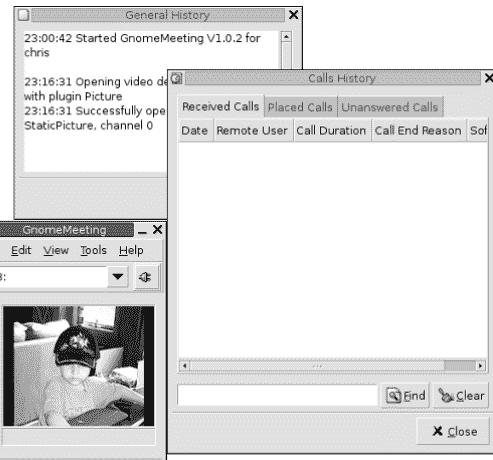 General History
23:00:42 Started GnomeMeeting V1.0.2 for
chris
23:16:31 Opening video de
with plugin Picture
23:16:31 Successfully ope
StaticPicture, channel 0
Calls History
Received Calls Placed Calls Unanswered Calls
Date Remote User Call Duration Call End Reason Sof
Find Clear
Close
GnomeMeeting
Edit View Tools Help